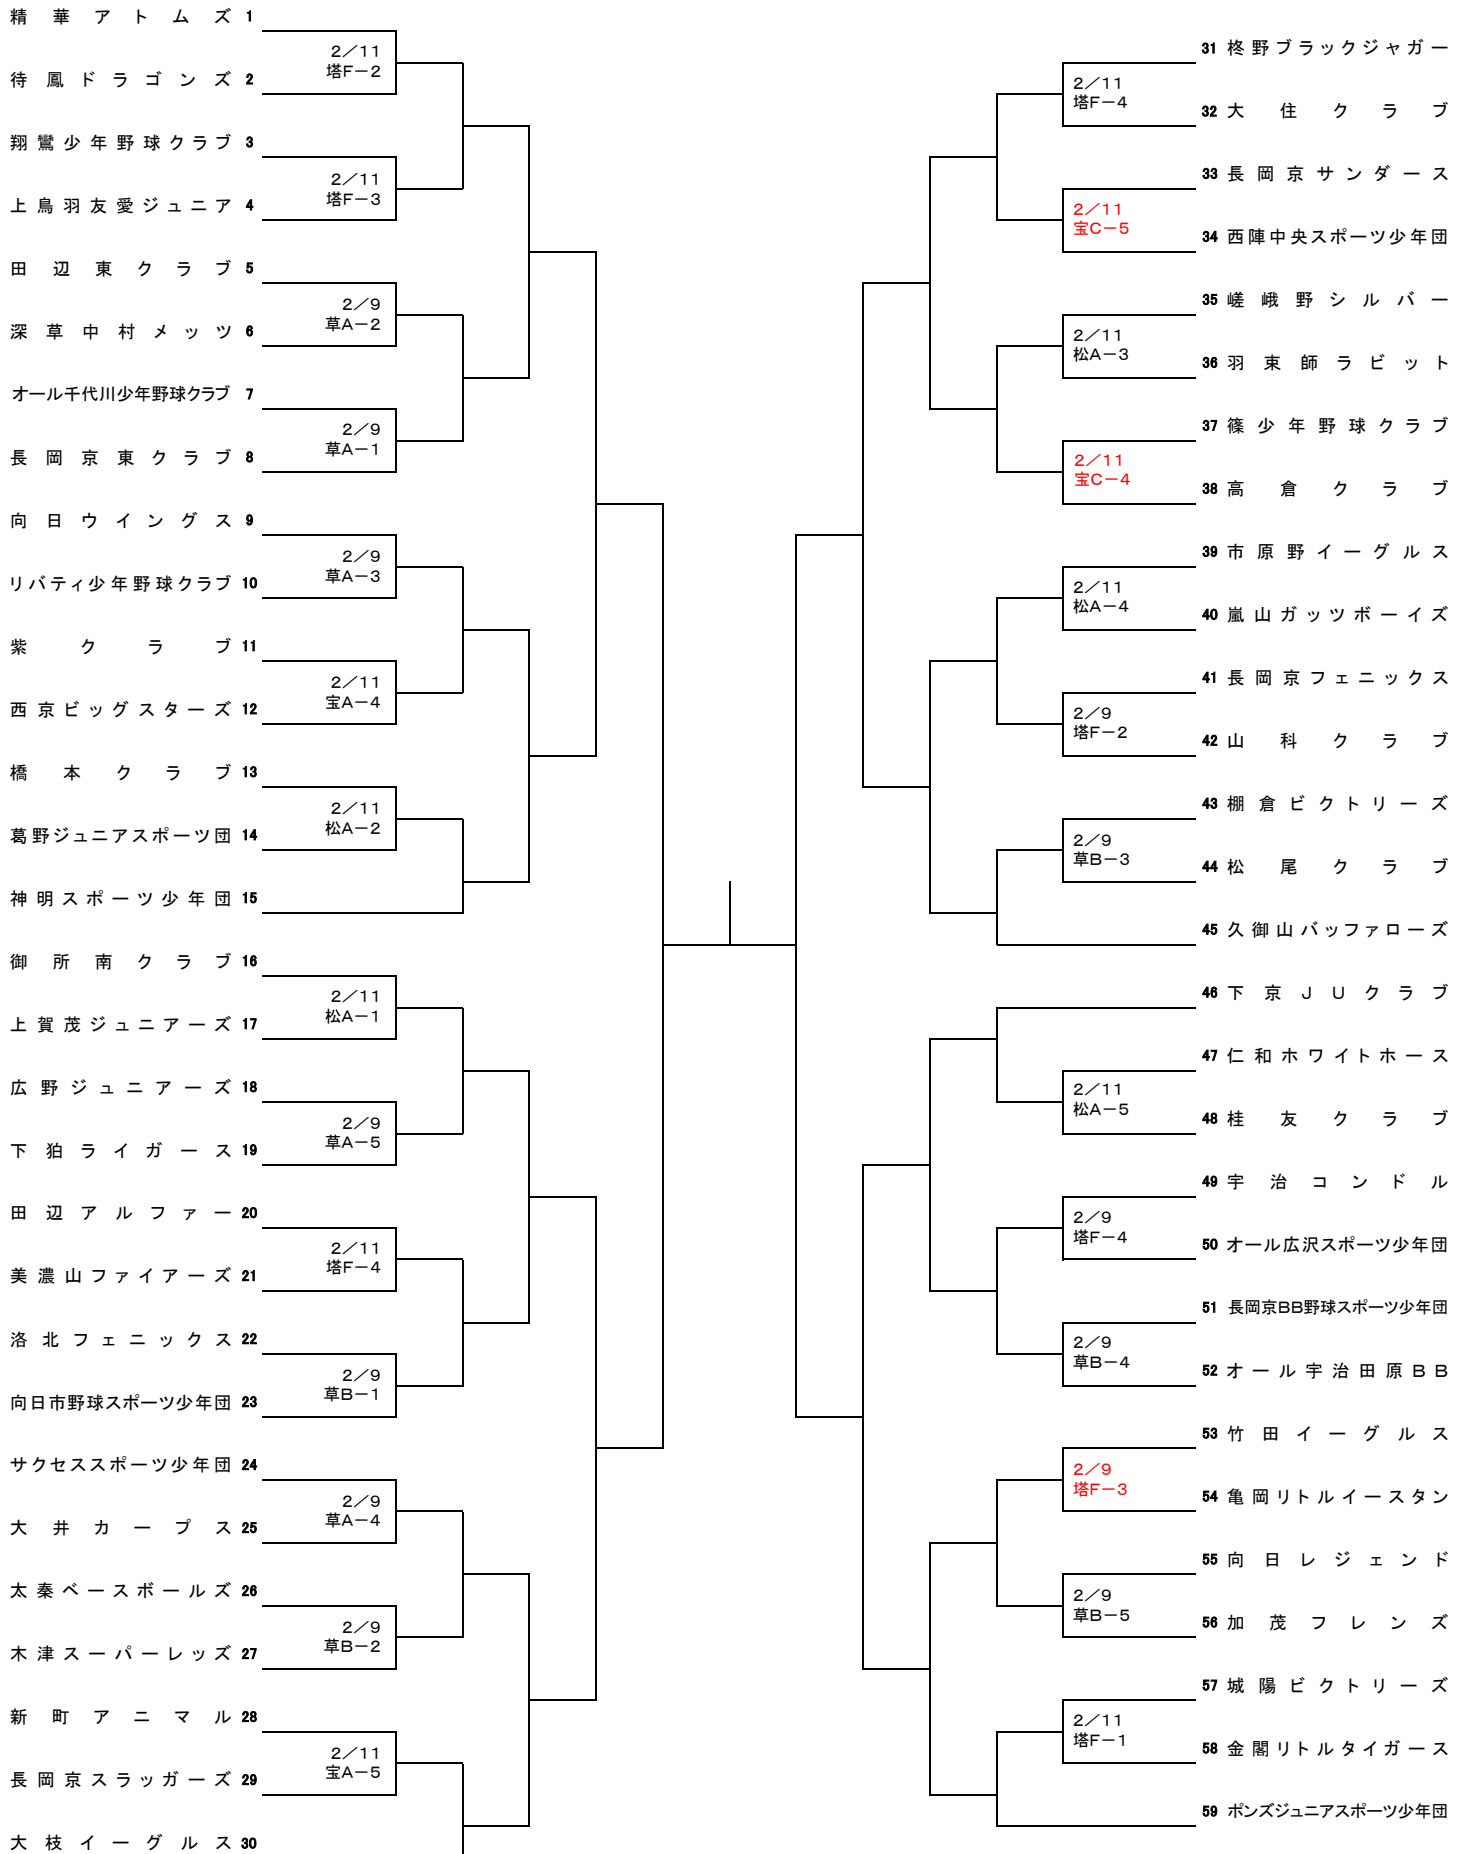 精華アトムズ 1
2／11
塔F－2
待鳳ドラゴンズ 2
翔鸞少年野球クラブ 3
2／11
塔F－3
上鳥羽友愛ジュニア 4
田辺東クラブ 5
2／9
草A－2
深草中村メッツ 6
オール千代川少年野球クラブ 7
2／9
草A－1
長岡京東クラブ 8
向日ウイングス 9
2／9
草A－3
リバティ少年野球クラブ 10
紫クラブ 11
2／11
宝A－4
西京ビッグスターズ 12
橋本クラブ 13
2／11
松A－2
葛野ジュニアスポーツ団 14
神明スポーツ少年団 15
御所南クラブ 16
2／11
松A－1
上賀茂ジュニアーズ 17
広野ジュニアーズ 18
2／9
草A－5
下狛ライガース 19
田辺アルファー 20
2／11
塔F－4
美濃山ファイアーズ 21
洛北フェニックス 22
2／9
草B－1
向日市野球スポーツ少年団 23
サクセススポーツ少年団 24
2／9
草A－4
大井カープス 25
太秦ベースボールズ 26
2／9
草B－2
木津スーパーレッズ 27
新町アニマル 28
2／11
宝A－5
長岡京スラッガーズ 29
大枝イーグルス 30
31 柊野ブラックジャガー
2／11
塔F－4
32 大住クラブ
33 長岡京サンダース
2／11
宝C－5
34 西陣中央スポーツ少年団
35 嵯峨野シルバー
2／11
松A－3
36 羽束師ラビット
37 篠少年野球クラブ
2／11
宝C－4
38 高倉クラブ
39 市原野イーグルス
2／11
松A－4
40 嵐山ガッツボーイズ
41 長岡京フェニックス
2／9
塔F－2
42 山科クラブ
43 棚倉ビクトリーズ
2／9
草B－3
44 松尾クラブ
45 久御山バッファローズ
46 下京JUクラブ
47 仁和ホワイトホース
2／11
松A－5
48 桂友クラブ
49 宇治コンドル
2／9
塔F－4
50 オール広沢スポーツ少年団
51 長岡京BB野球スポーツ少年団
2／9
草B－4
52 オール宇治田原BB
53 竹田イーグルス
2／9
塔F－3
54 亀岡リトルイースタン
55 向日レジェンド
2／9
草B－5
56 加茂フレンズ
57 城陽ビクトリーズ
2／11
塔F－1
58 金閣リトルタイガース
59 ポンズジュニアスポーツ少年団